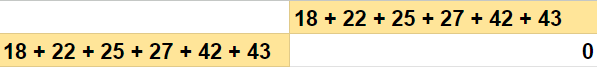 18 + 22 + 25 + 27 + 42 + 43
18 + 22 + 25 + 27 + 42 + 43 0